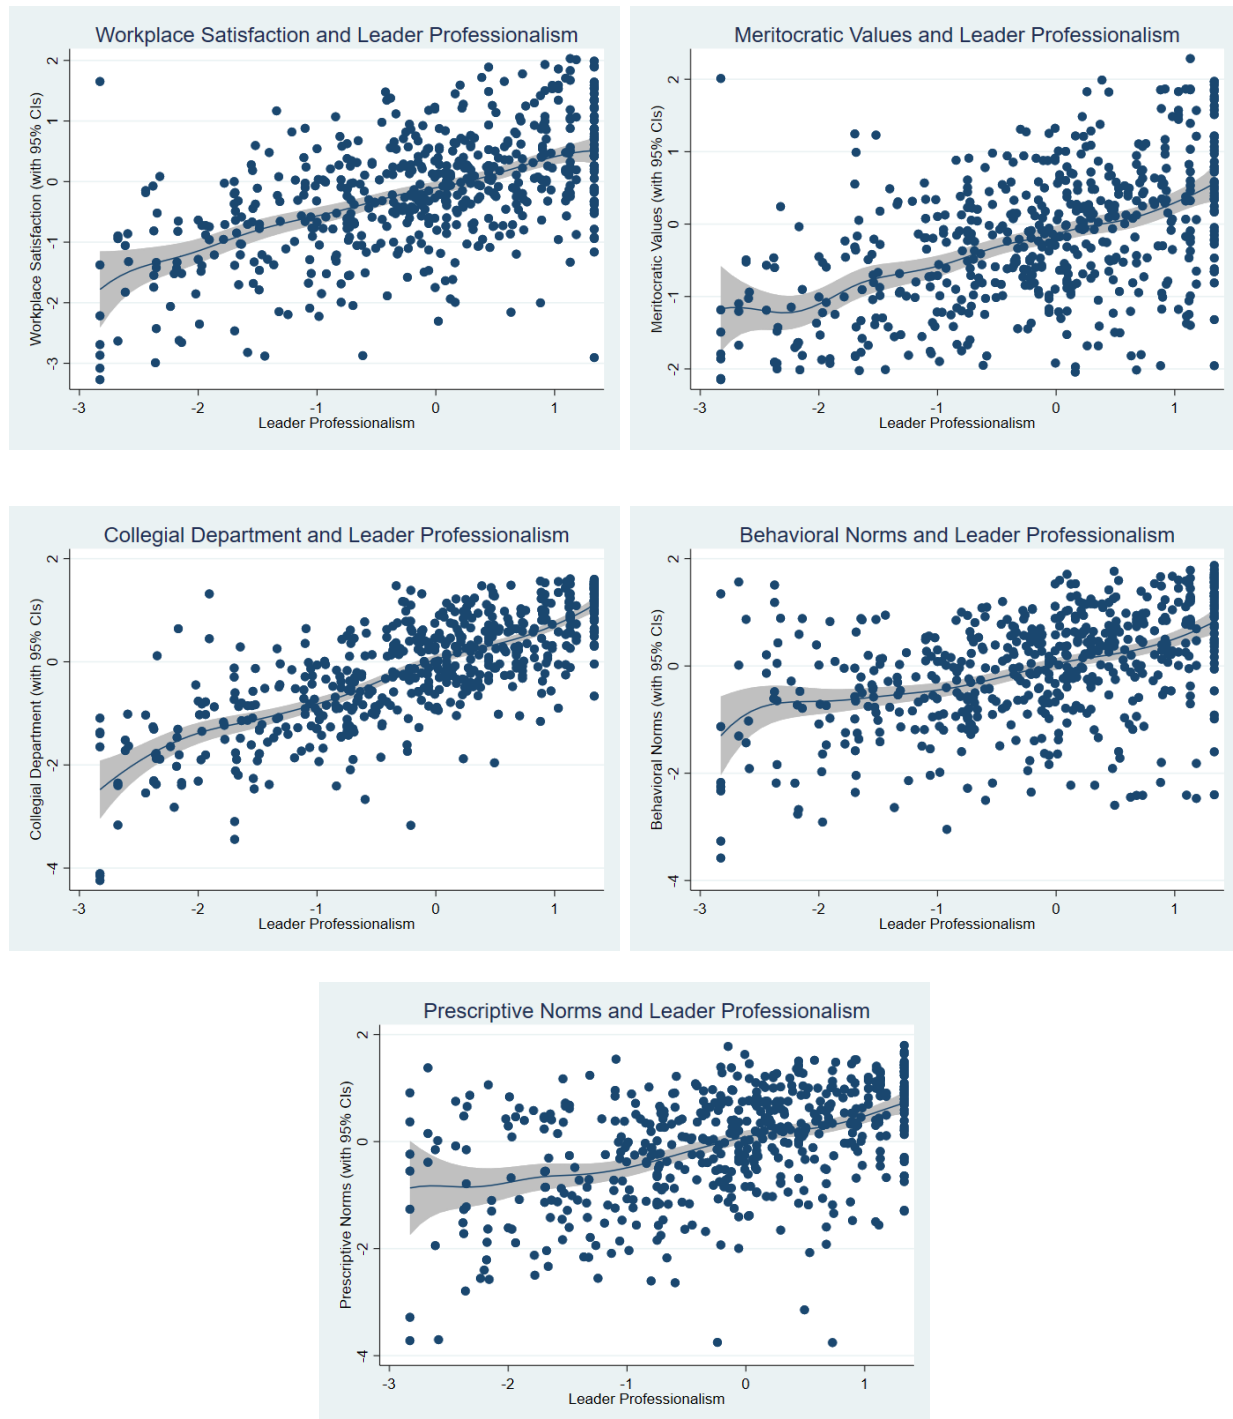 Workplace Satisfaction and Leader Professionalism
Workplace Satisfaction (with 95% CIs)
2
1
0
-1
-2
-3
-3 -2 -1 0 1
Leader Professionalism
Meritocratic Values and Leader Professionalism
Meritocratic Values (with 95% CIs)
2
1
0
-1
-2
-3 -2 -1 0 1
Leader Professionalism
Collegial Department and Leader Professionalism
Collegial Department (with 95% CIs)
2
0
-2
-4
-3 -2 -1 0 1
Leader Professionalism
Behavioral Norms and Leader Professionalism
Behavioral Norms (with 95% CIs)
2
0
-2
-4
-3 -2 -1 0 1
Leader Professionalism
Prescriptive Norms and Leader Professionalism
Prescriptive Norms (with 95% CIs)
2
0
-2
-4
-3 -2 -1 0 1
Leader Professionalism